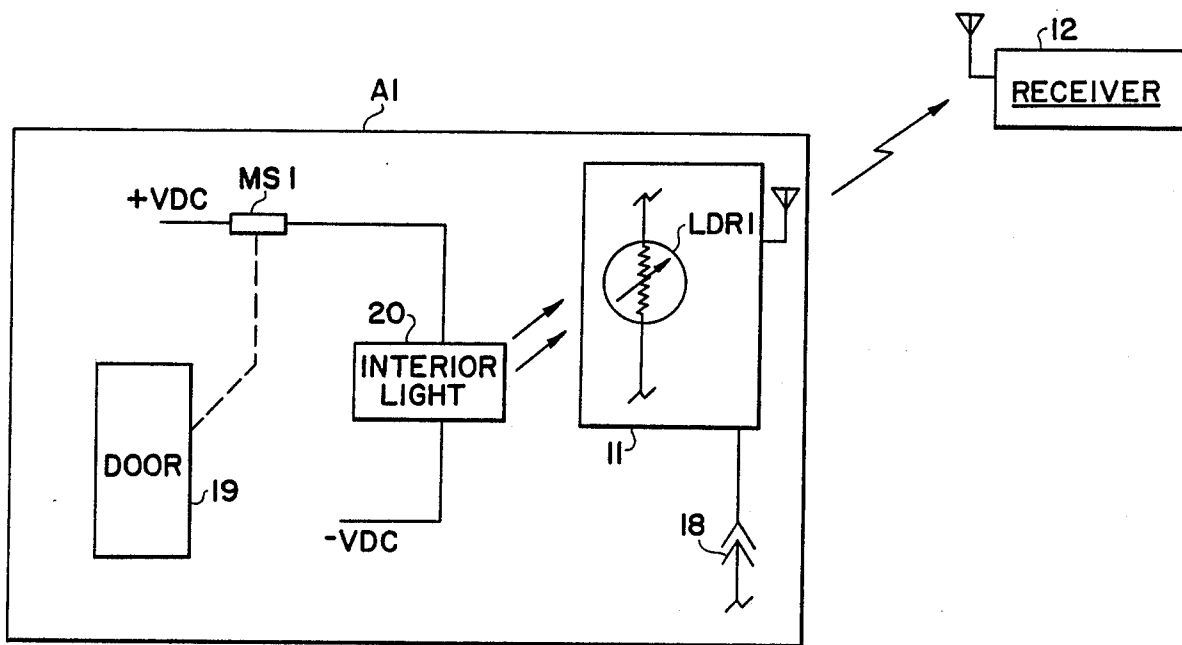 12
RECEIVER
A1
MS1
+VDC
LDR1
20
INTERIOR
LIGHT
11
DOOR
19
18
-VDC